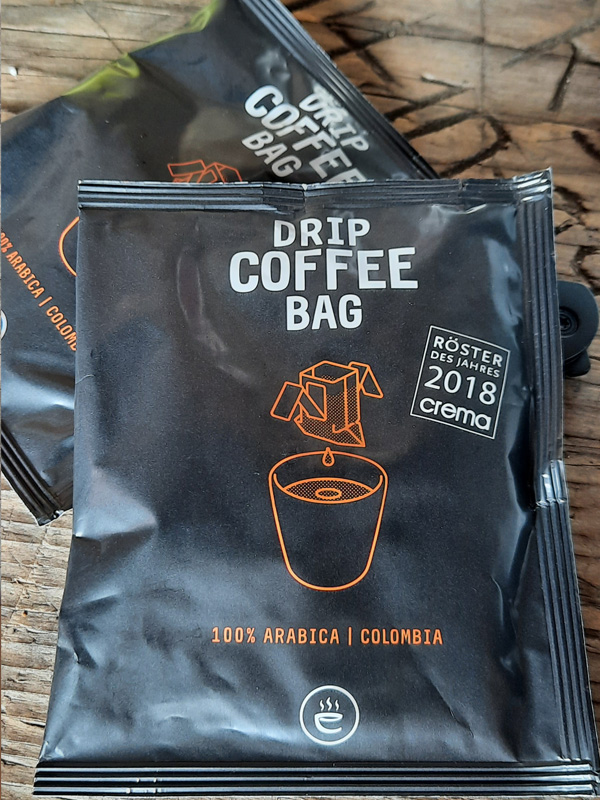 DRIP
COFFEE
BAG
DRIP
COFFEE
BAG
RÖSTER
DES JAHRES
2018
crema
100% ARABICA | COLOMBIA